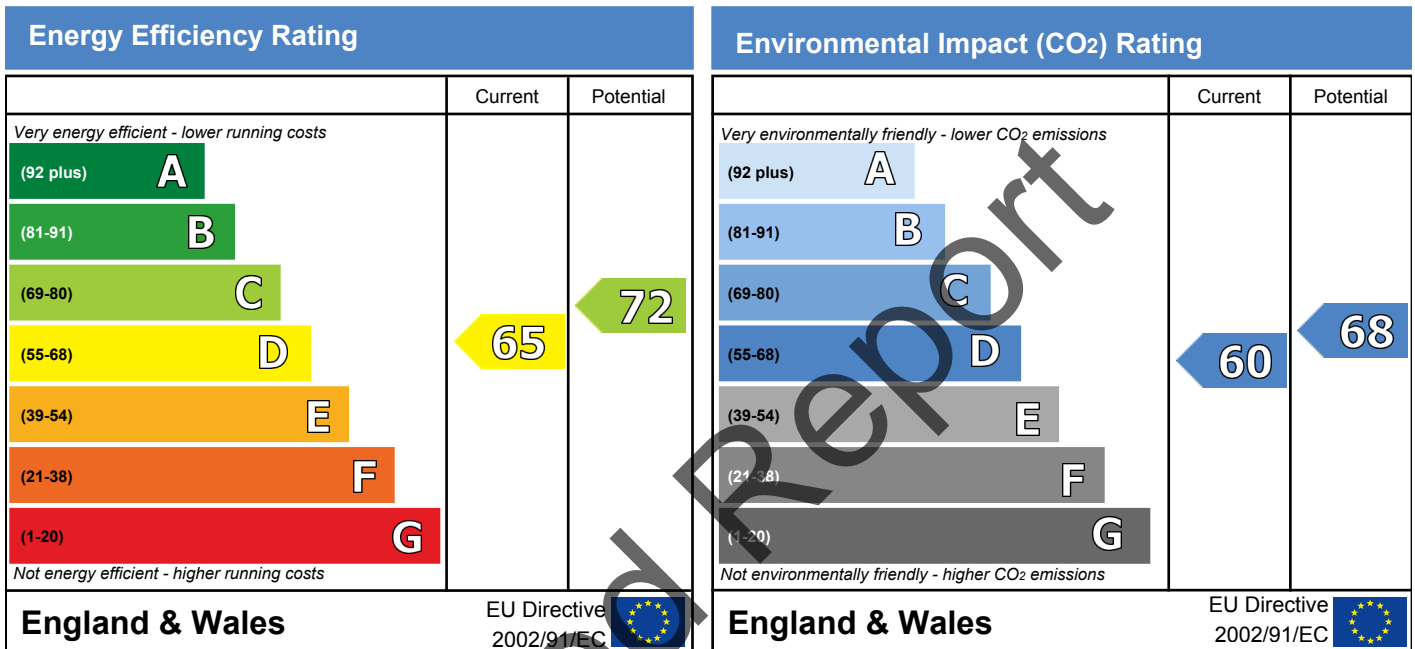 Energy Efficiency Rating
Current Potential
Very energy efficient - lower running costs
(92 plus) A
(81-91) B
(69-80) C
(55-68) D
(39-54) E
(21-38) F
(1-20) G
65
72
Not energy efficient - higher running costs
England & Wales
EU Directive
2002/91/EC
Environmental Impact (CO2) Rating
Current Potential
Very environmentally friendly - lower CO2 emissions
(92 plus) A
(81-91) B
(69-80) C
(55-68) D
(39-54) E
(21-38) F
(1-20) G
60
68
Not environmentally friendly - higher CO2 emissions
England & Wales
EU Directive
2002/91/EC
Report